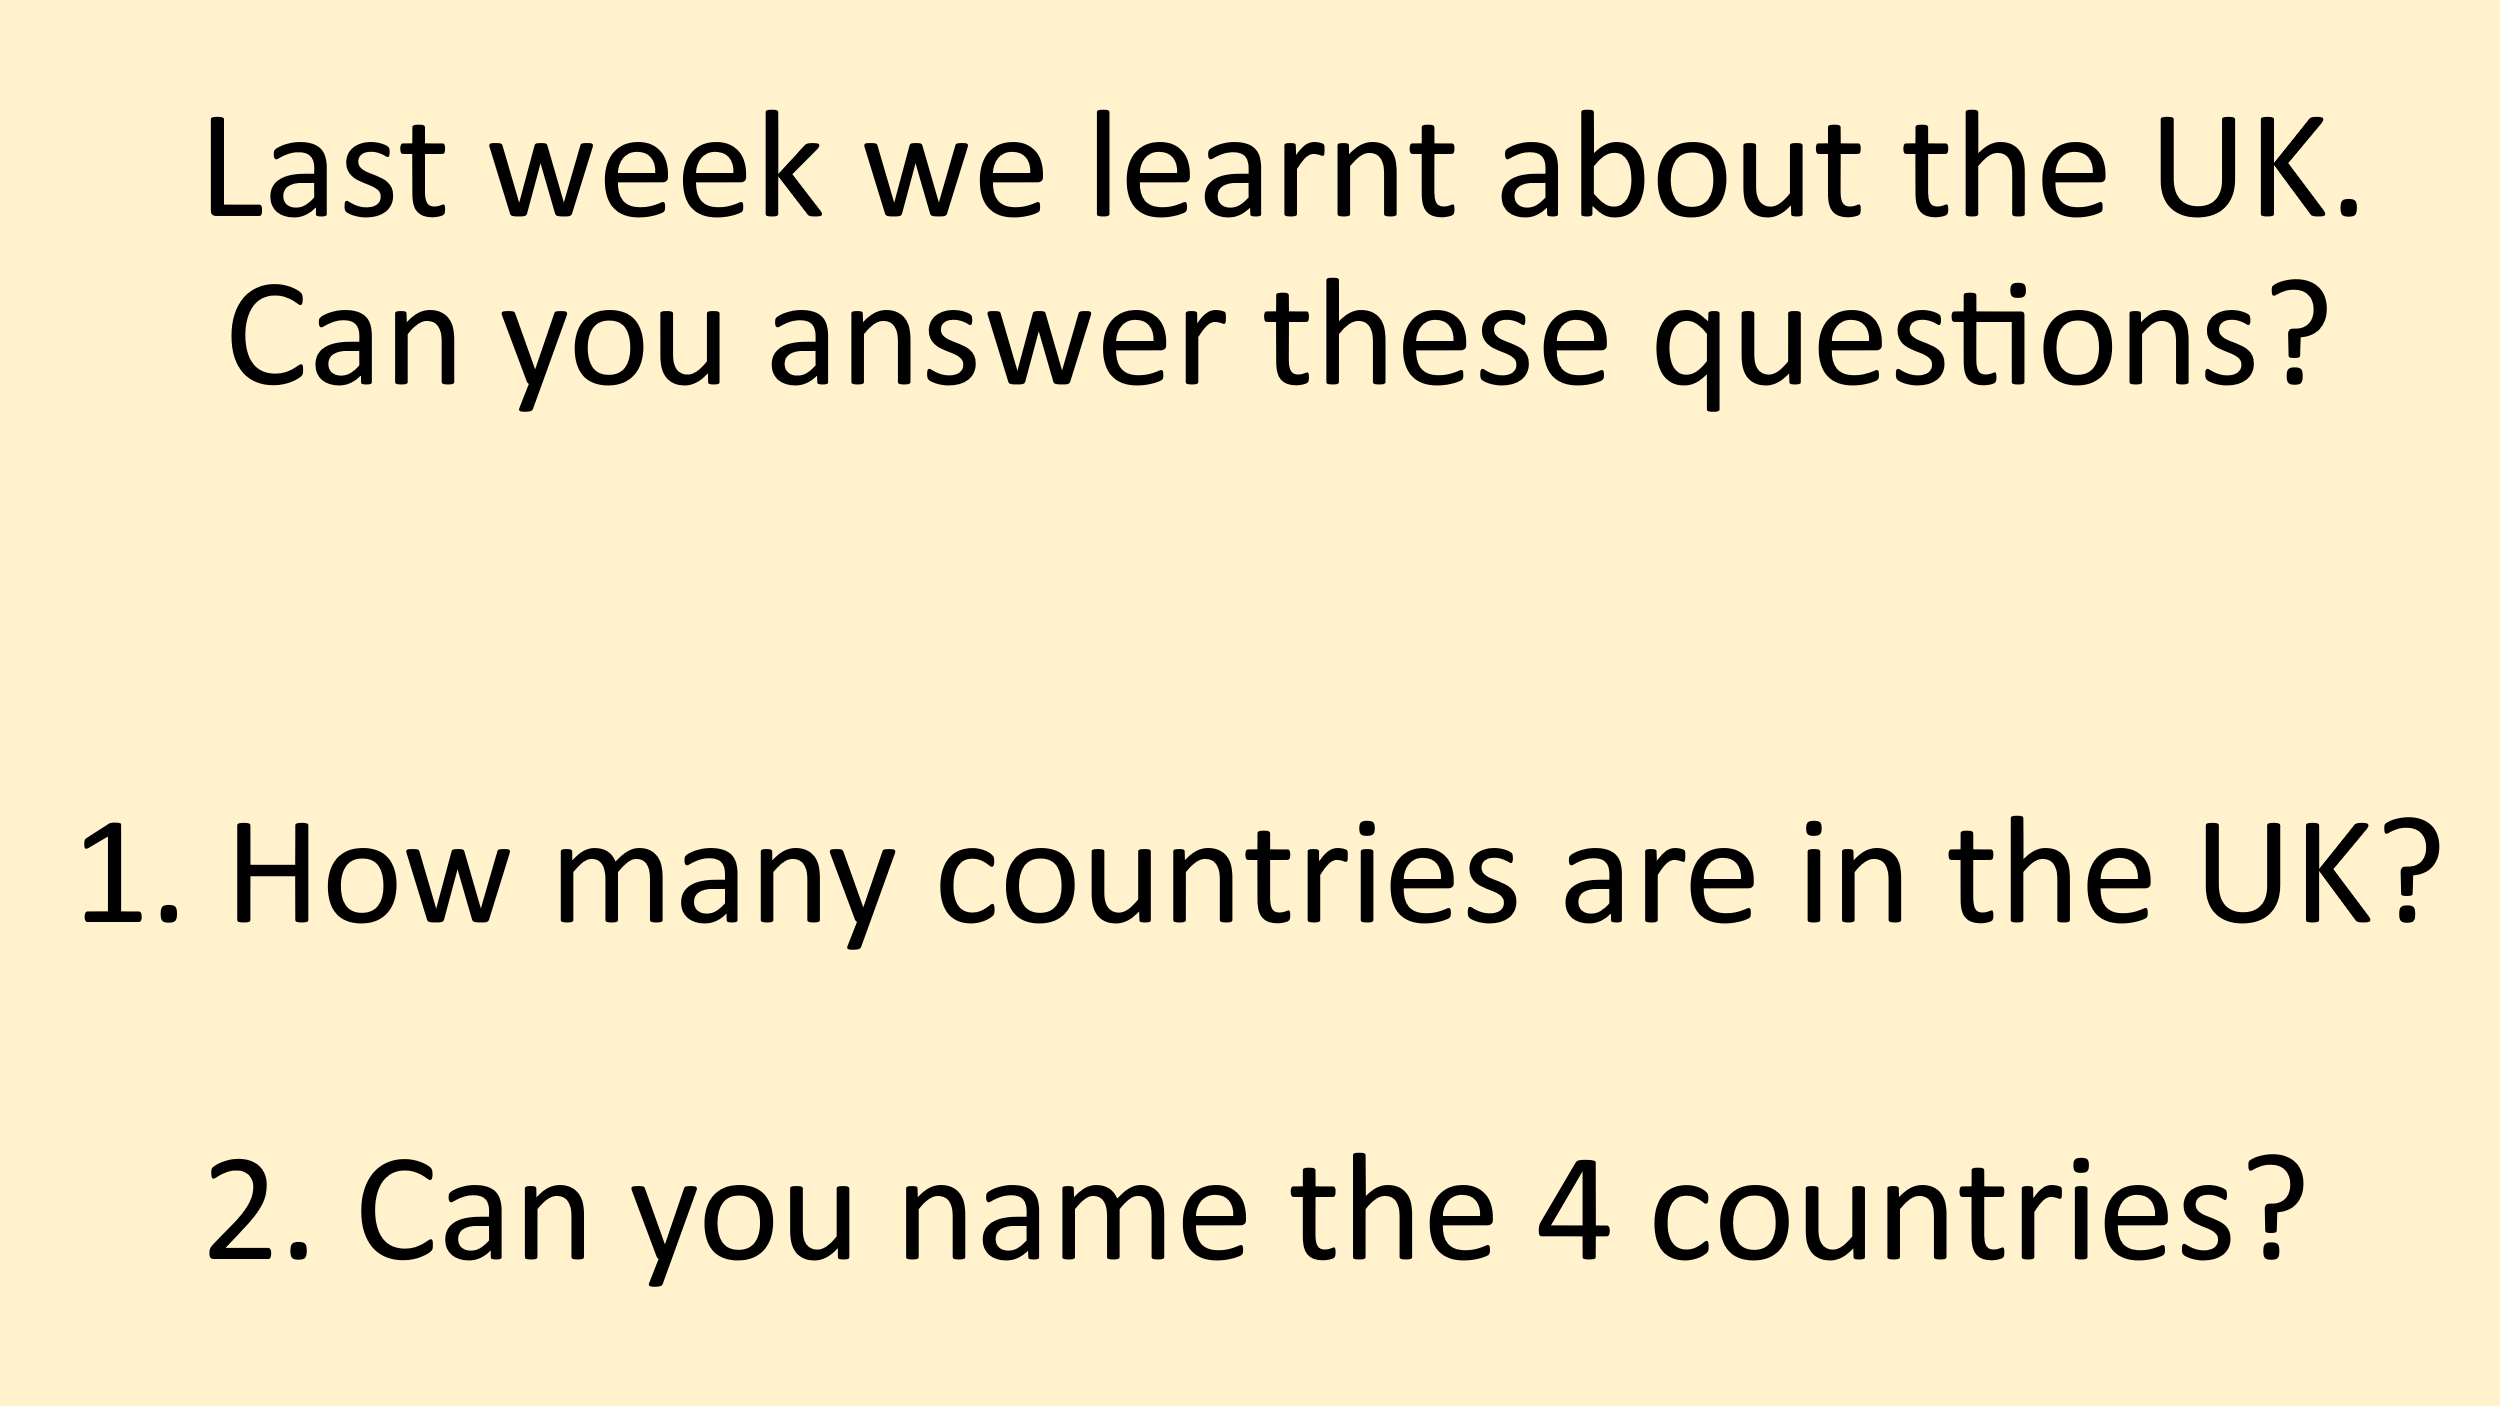 Last week we learnt about the UK.
Can you answer these questions?
1. How many countries are in the UK?
2. Can you name the 4 countries?